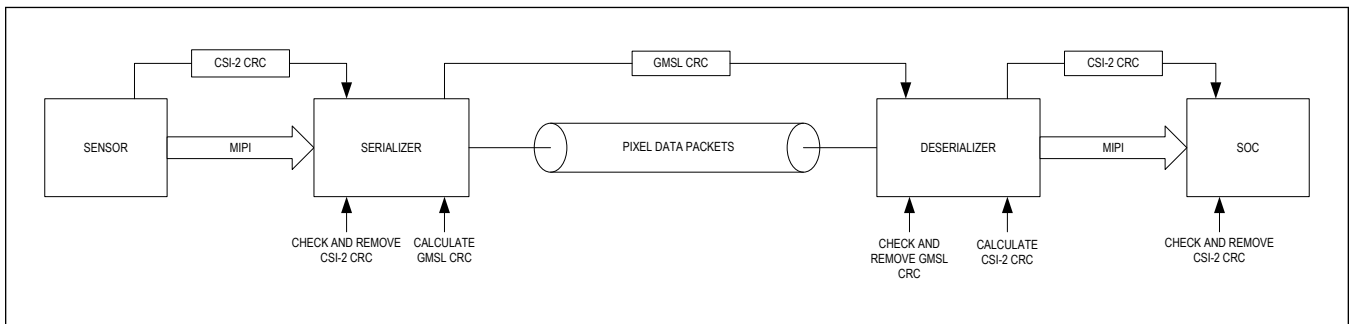 CSI-2 CRC
GMSL CRC
CSI-2 CRC
SENSOR
MIPI
SERIALIZER
PIXEL DATA PACKETS
DESERIALIZER
MIPI
SOC
CHECK AND REMOVE
CSI-2 CRC
CALCULATE
GMSL CRC
CHECK AND
REMOVE GMSL
CRC
CALCULATE
CSI-2 CRC
CHECK AND REMOVE
CSI-2 CRC